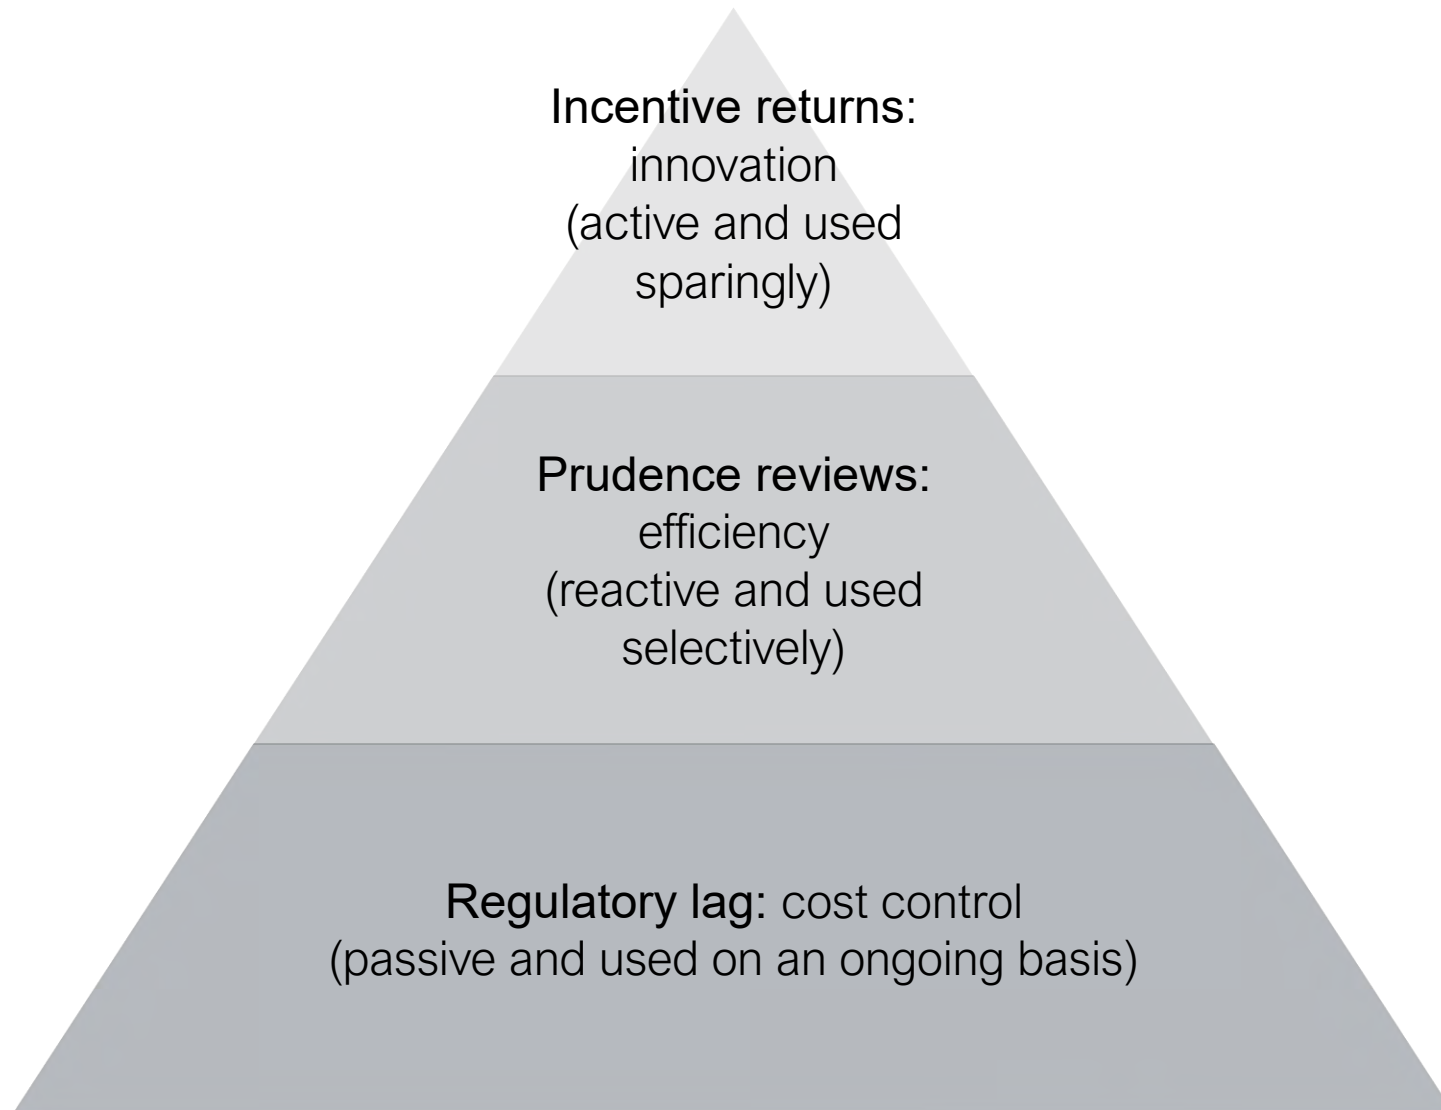 Incentive returns:
innovation
(active and used
sparingly)
Prudence reviews:
efficiency
(reactive and used
selectively)
Regulatory lag: cost control
(passive and used on an ongoing basis)